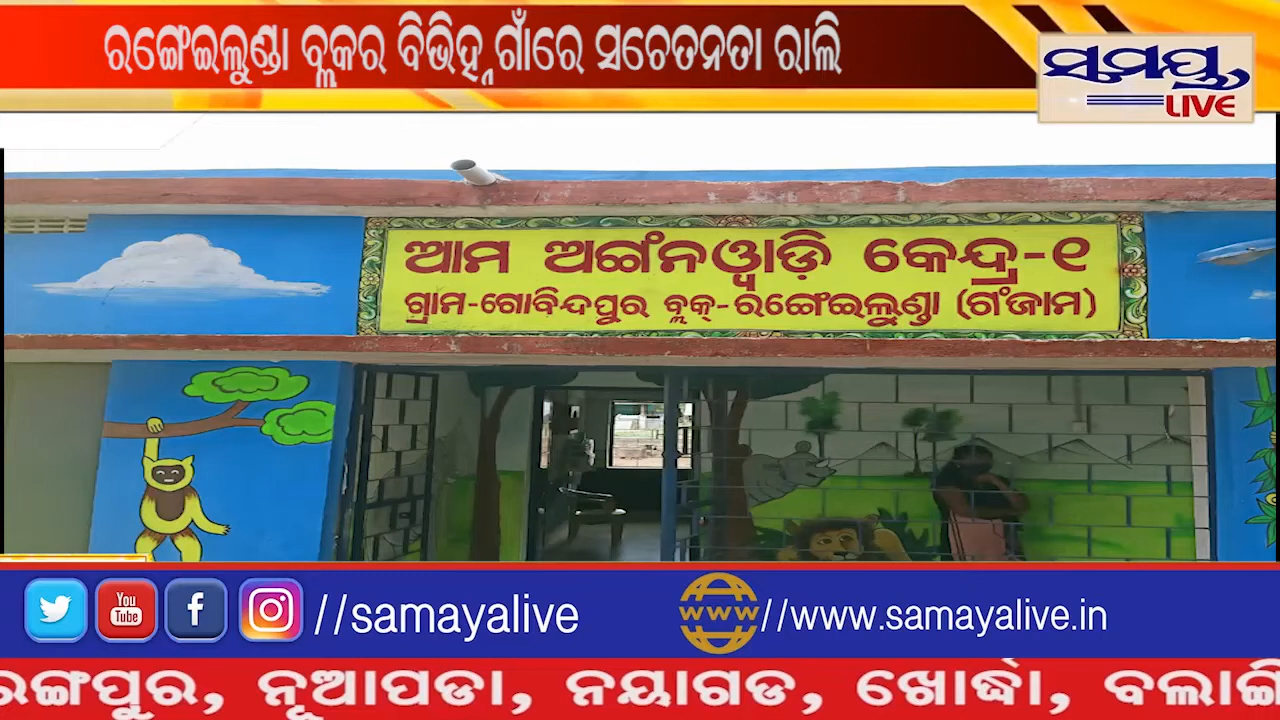 ରଙ୍ଗେଇଲୁଣ୍ଡା ବ୍ଲକର ବିଭିନ୍ନ ଗାଁରେ ସଚେତନତା ରାଲି
ସମୟ
LIVE
ଆମ ଅଙ୍ଗନୱାଡ଼ି କେନ୍ଦ୍ର-୧
ଗ୍ରାମ-ଗୋବିନ୍ଦପୁର ବ୍ଲକ୍-ରଙ୍ଗେଇଲୁଣ୍ଡା (ଗଂଜାମ)
You Tube //samayalive www //www.samayalive.in
ରଙ୍ଗପୁର, ନୂଆପଡା, ନୟାଗଡ, ଖୋର୍ଦ୍ଧା, ବଲାଙ୍ଗି